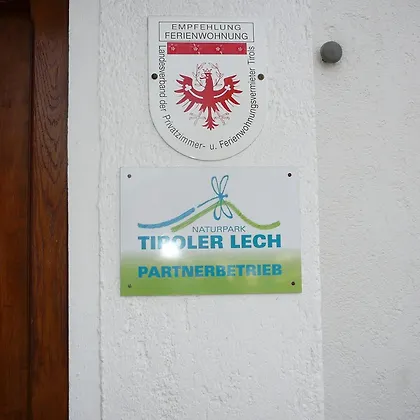 EMPFEHLUNG
FERIENWOHNUNG
Landesverband der Privatzimmer- u. Ferienwohnungsvermieter Tirols
NATURPARK
TIROLER LECH
PARTNERBETRIEB